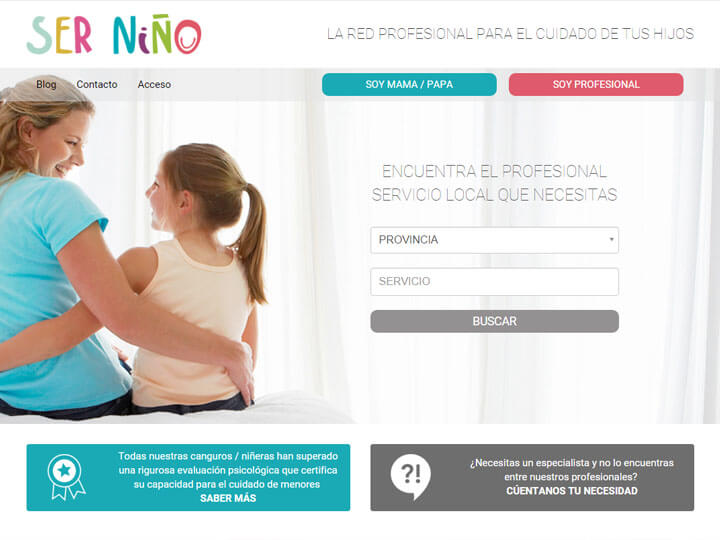 SER NIÑO
LA RED PROFESIONAL PARA EL CUIDADO DE TUS HIJOS
Blog Contacto Acceso
SOY MAMA / PAPA
SOY PROFESIONAL
ENCUENTRA EL PROFESIONAL
SERVICIO LOCAL QUE NECESITAS
PROVINCIA
SERVICIO
BUSCAR
Todas nuestras canguros / niñeras han superado
una rigurosa evaluación psicológica que certifica
su capacidad para el cuidado de menores
SABER MÁS
?!
¿Necesitas un especialista y no lo encuentras
entre nuestros profesionales?
CÚENTANOS TU NECESIDAD